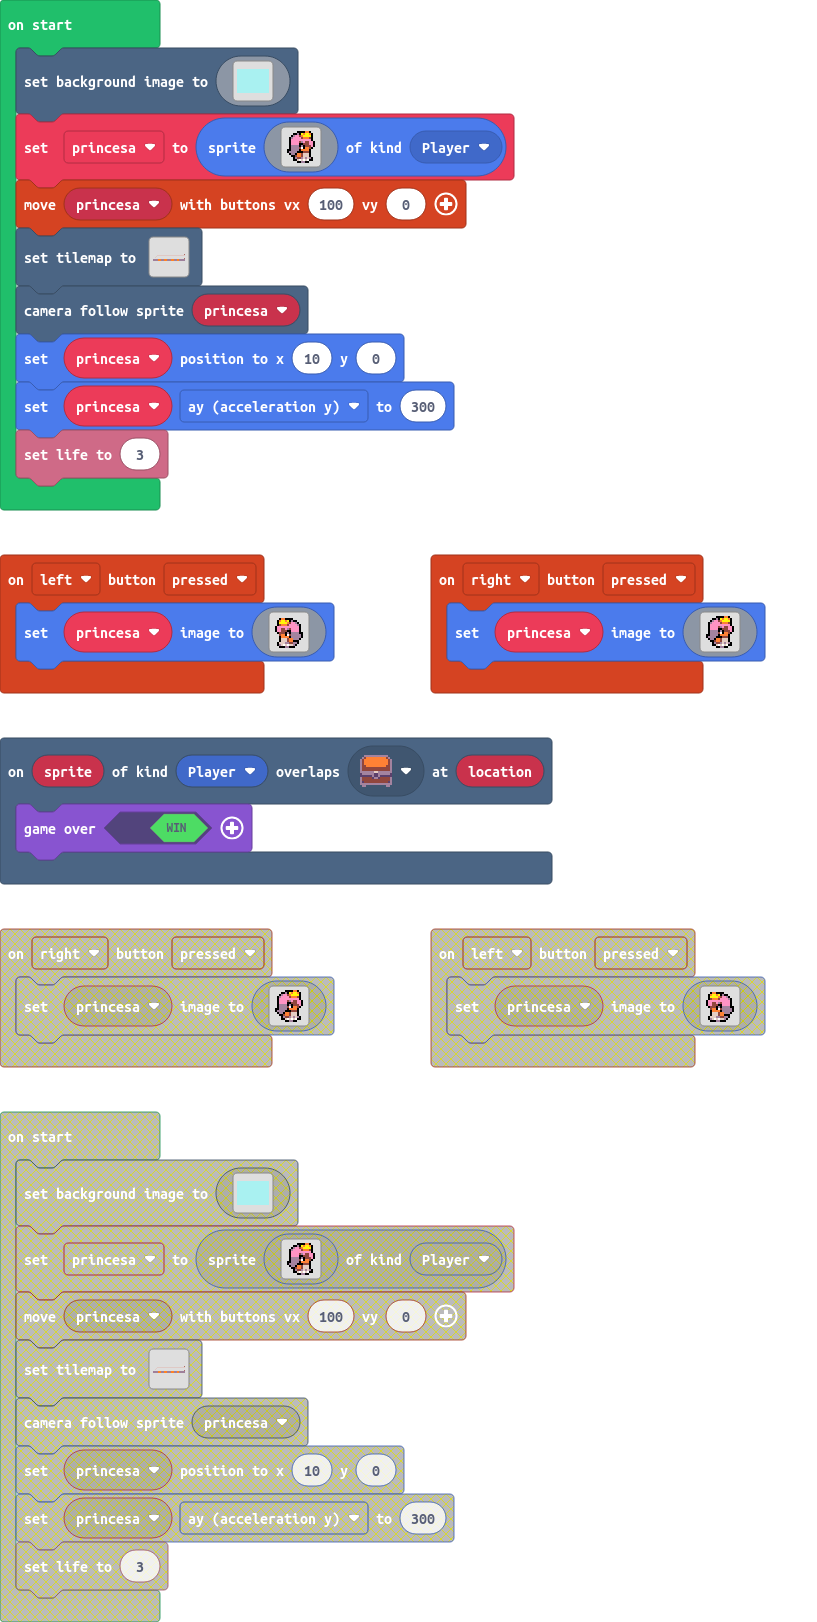 on start
set background image to
set princesa to sprite of kind Player
move princesa with buttons vx 100 vy 0
set tilemap to
camera follow sprite princesa
set princesa position to x 10 y 0
set princesa ay (acceleration y) to 300
set life to 3
on left button pressed
set princesa image to
on right button pressed
set princesa image to
on sprite of kind Player overlaps at location
game over WIN
on right button pressed
set princesa image to
on left button pressed
set princesa image to
on start
set background image to
set princesa to sprite of kind Player
move princesa with buttons vx 100 vy 0
set tilemap to
camera follow sprite princesa
set princesa position to x 10 y 0
set princesa ay (acceleration y) to 300
set life to 3